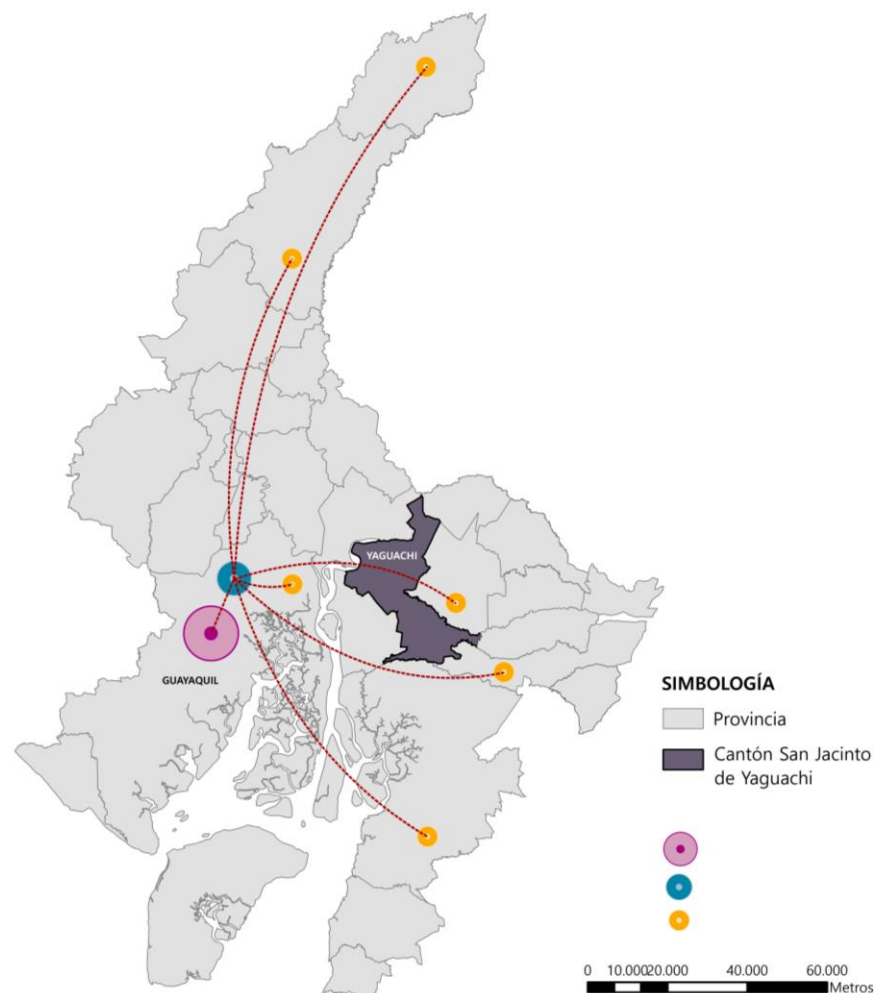 YAGUACHI
GUAYAQUIL
SIMBOLOGÍA
Provincia
Cantón San Jacinto
de Yaguachi
0 10.000 20.000 40.000 60.000
Metros